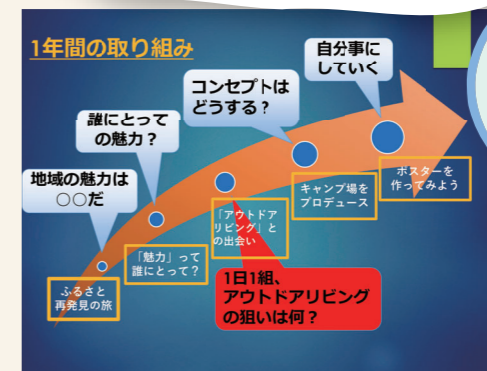 1年間の取り組み
自分事に
していく
コンセプトは
どうする？
誰にとって
の魅力？
地域の魅力は
○○だ
ポスターを
作ってみよう
キャンプ場を
プロデュース
「アウトドア
リビング」と
の出会い
「魅力」って
誰にとって？
ふるさと
再発見の旅
1日1組、
アウトドアリビング
の狙いは何？